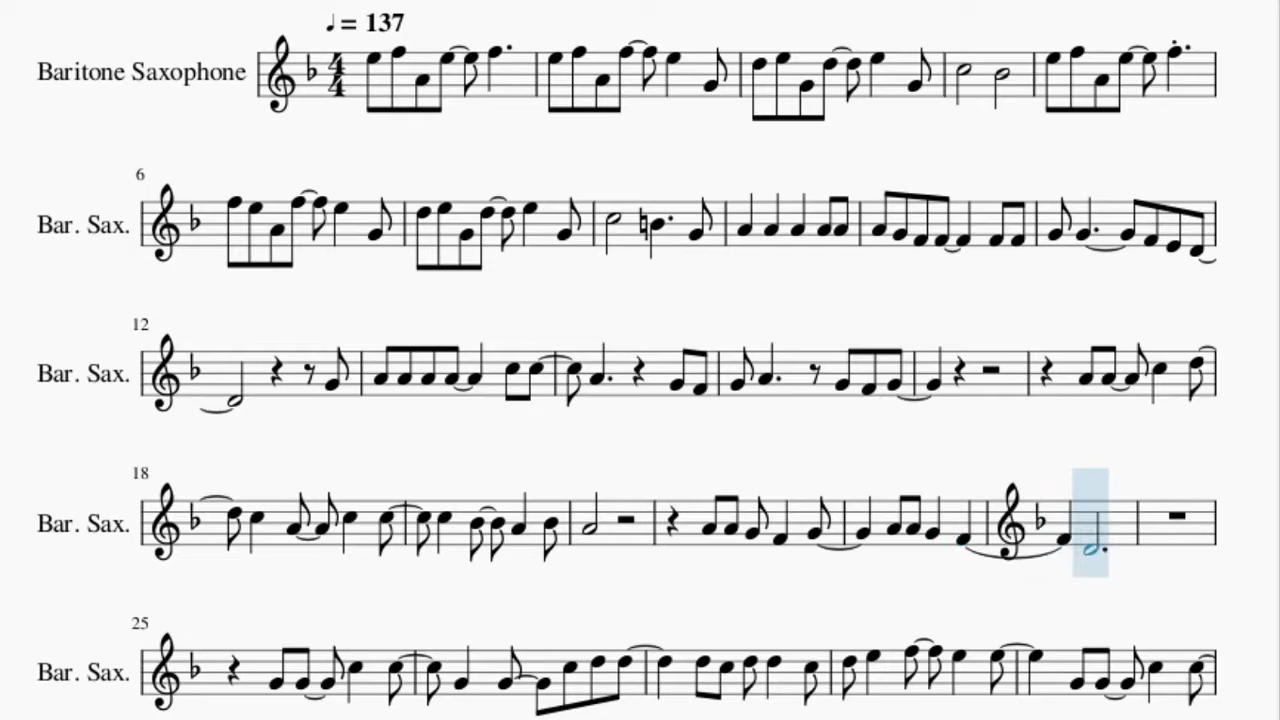 ♩= 137
Baritone Saxophone
4
4
6
Bar. Sax.
12
Bar. Sax.
18
Bar. Sax.
25
Bar. Sax.